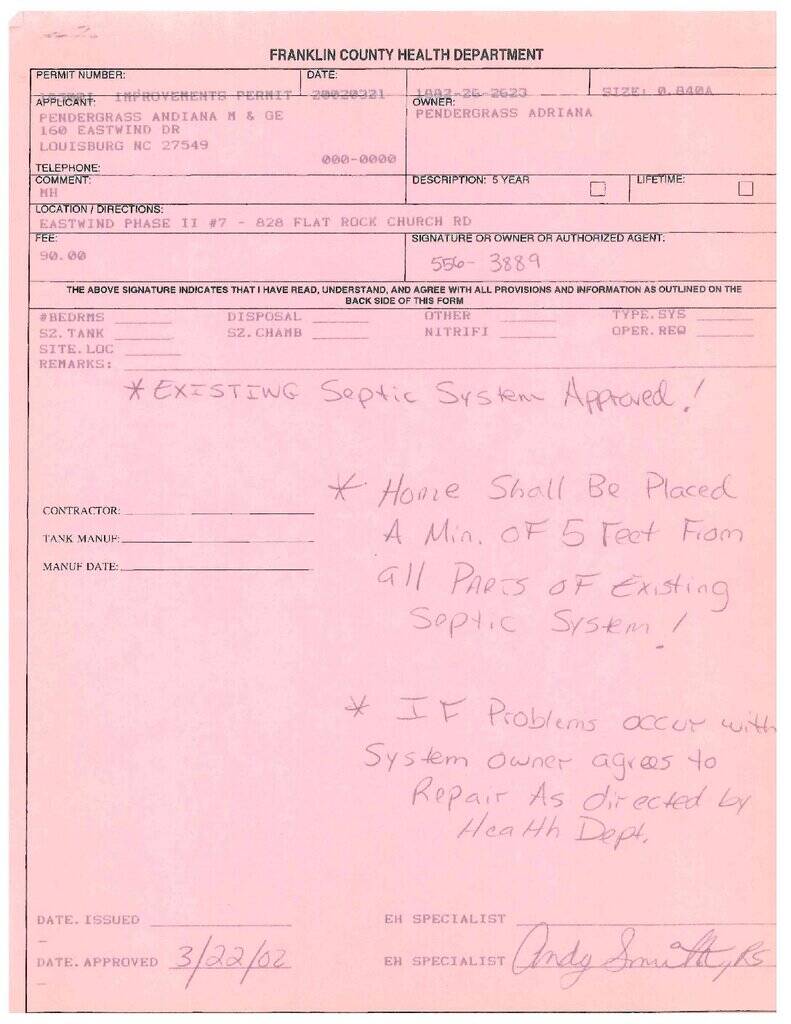 FRANKLIN COUNTY HEALTH DEPARTMENT
PERMIT NUMBER: DATE:
IMPROVEMENTS PERMIT 20020321 1882-26-2623 SIZE: 0.840A
APPLICANT: OWNER:
PENDERGRASS ANDIANA M & GE PENDERGRASS ADRIANA
160 EASTWIND DR
LOUISBURG NC 27549
000-0000
TELEPHONE:
COMMENT: DESCRIPTION: 5 YEAR LIFETIME:
MH
LOCATION / DIRECTIONS:
EASTWIND PHASE II #7 - 828 FLAT ROCK CHURCH RD
FEE: SIGNATURE OR OWNER OR AUTHORIZED AGENT:
90.00 556-3889
THE ABOVE SIGNATURE INDICATES THAT I HAVE READ, UNDERSTAND, AND AGREE WITH ALL PROVISIONS AND INFORMATION AS OUTLINED ON THE
BACK SIDE OF THIS FORM
#BEDRMS DISPOSAL OTHER TYPE.SYS
SZ.TANK SZ.CHAMB NITRIFI OPER.REQ
SITE.LOC
REMARKS:
* EXISTING Septic System Approved!
* Home Shall Be Placed
A Min. OF 5 Feet From
all Parts OF Existing
Septic System!
CONTRACTOR:
TANK MANUF:
MANUF DATE:
* IF Problems occur with
System owner agrees to
Repair As directed by
Health Dept.
DATE.ISSUED EH SPECIALIST
DATE.APPROVED 3/22/02 EH SPECIALIST Andy Smith, RS